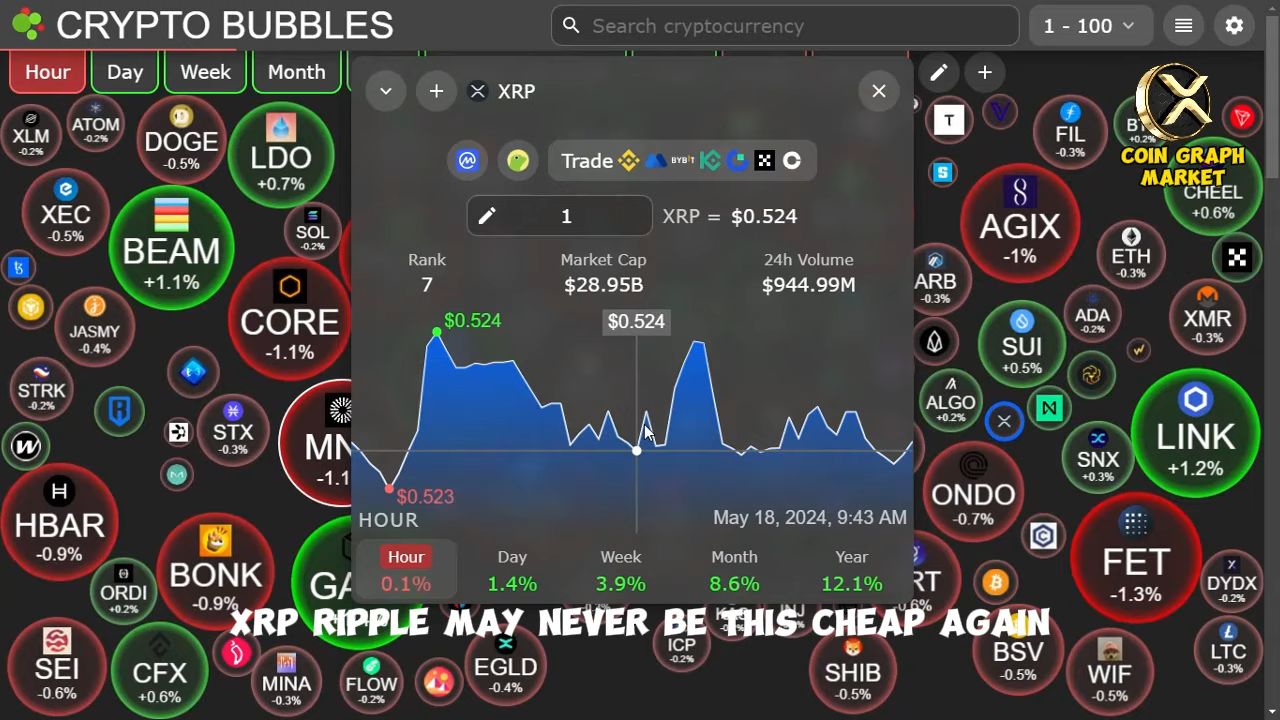 CRYPTO BUBBLES
Search cryptocurrency
1 - 100
Hour
Day
Week
Month
XRP
Trade
BYBIT
1
XRP = $0.524
Rank
Market Cap
24h Volume
7
$28.95B
$944.99M
$0.524
$0.524
$0.523
HOUR
May 18, 2024, 9:43 AM
Hour
Day
Week
Month
Year
0.1%
1.4%
3.9%
8.6%
12.1%
XRP RIPPLE MAY NEVER BE THIS CHEAP AGAIN
COIN GRAPH
MARKET
XLM
-0.2%
ATOM
-0.2%
DOGE
-0.5%
LDO
+0.7%
XEC
-0.5%
BEAM
+1.1%
SOL
-0.2%
CORE
-1.1%
JASMY
-0.4%
STRK
-0.2%
STX
-0.3%
HBAR
-0.9%
BONK
-0.9%
ORDI
+0.2%
SEI
-0.6%
CFX
+0.6%
MINA
-0.3%
FLOW
-0.2%
EGLD
-0.4%
ICP
-0.2%
SHIB
-0.5%
FIL
-0.3%
CHEEL
+0.6%
AGIX
-1%
ETH
-0.3%
ARB
-0.3%
ADA
-0.2%
XMR
-0.3%
SUI
+0.5%
ALGO
+0.2%
LINK
+1.2%
SNX
+0.3%
ONDO
-0.7%
FET
-1.3%
DYDX
-0.2%
BSV
-0.5%
WIF
-0.5%
LTC
-0.3%